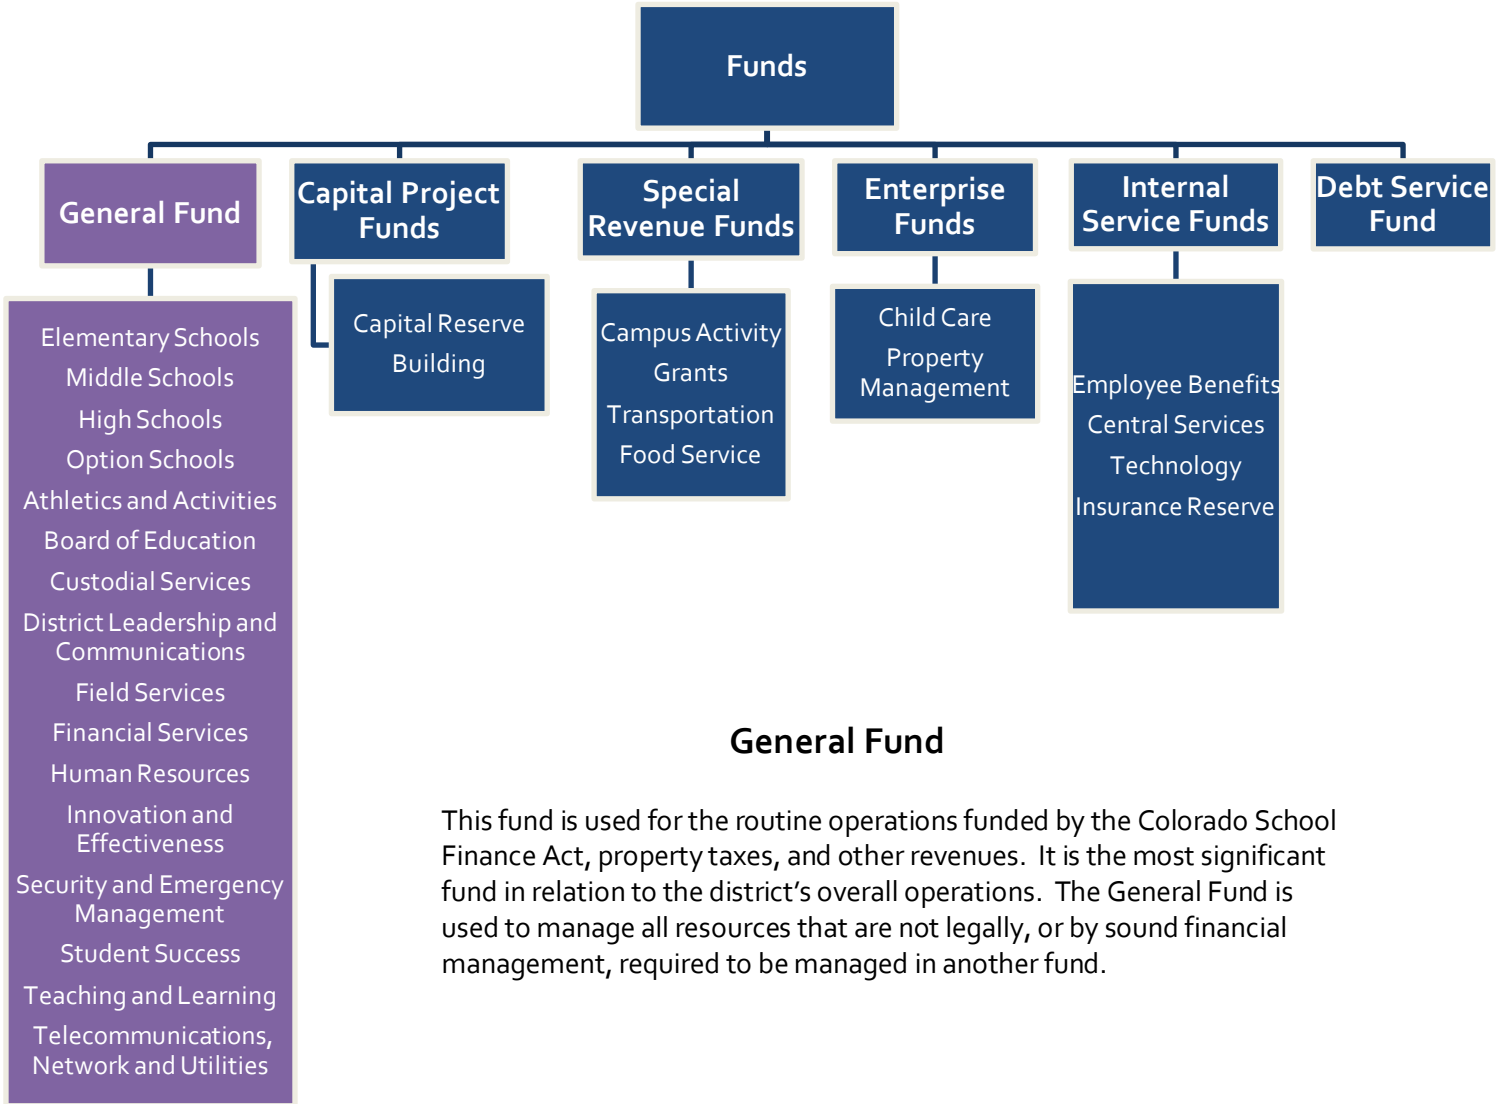 Funds
General Fund
Capital Project
Funds
Special
Revenue Funds
Enterprise
Funds
Internal
Service Funds
Debt Service
Fund
Elementary Schools
Middle Schools
High Schools
Option Schools
Athletics and Activities
Board of Education
Custodial Services
District Leadership and
Communications
Field Services
Financial Services
Human Resources
Innovation and
Effectiveness
Security and Emergency
Management
Student Success
Teaching and Learning
Telecommunications,
Network and Utilities
Capital Reserve
Building
Campus Activity
Grants
Transportation
Food Service
Child Care
Property
Management
Employee Benefits
Central Services
Technology
Insurance Reserve
General Fund
This fund is used for the routine operations funded by the Colorado School
Finance Act, property taxes, and other revenues.  It is the most significant
fund in relation to the district’s overall operations.  The General Fund is
used to manage all resources that are not legally, or by sound financial
management, required to be managed in another fund.